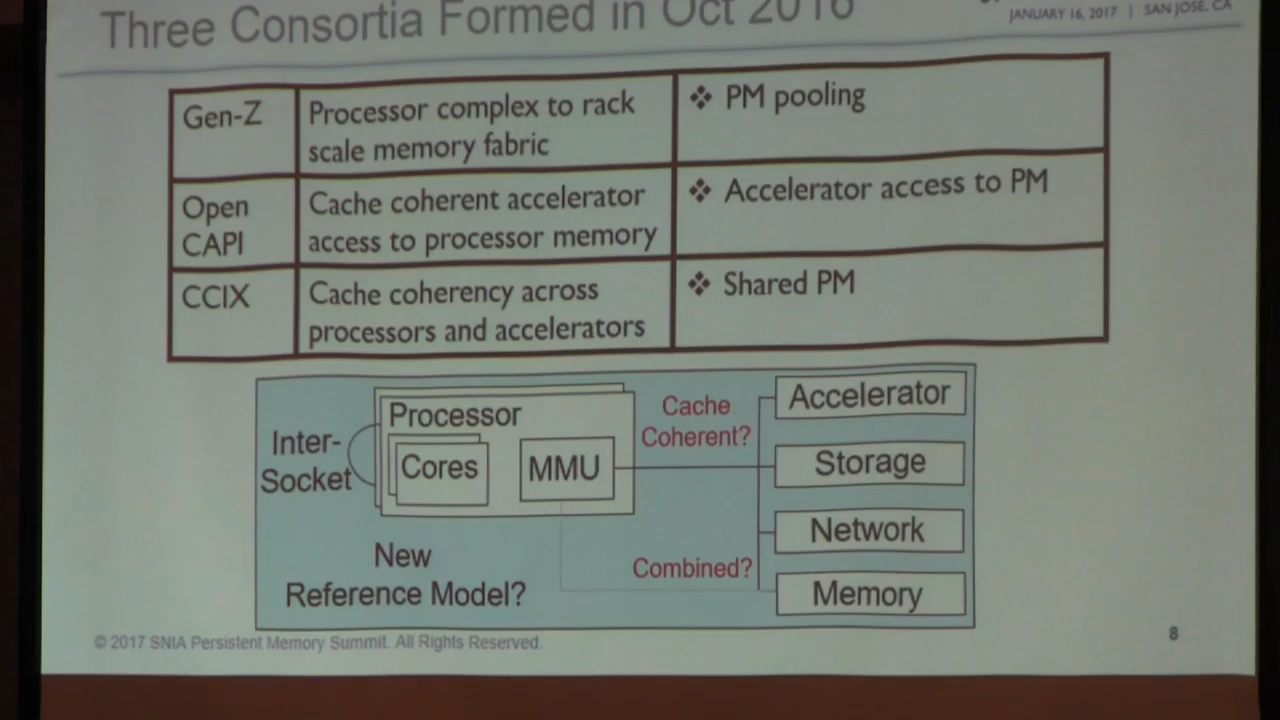 Three Consortia Formed in Oct 2016
JANUARY 16, 2017 | SAN JOSE, CA
Gen-Z
Processor complex to rack
scale memory fabric
❖ PM pooling
Open
CAPI
Cache coherent accelerator
access to processor memory
❖ Accelerator access to PM
CCIX
Cache coherency across
processors and accelerators
❖ Shared PM
Inter-
Socket
Processor
Cores
MMU
Cache
Coherent?
Accelerator
Storage
Network
Memory
Combined?
New
Reference Model?
© 2017 SNIA Persistent Memory Summit. All Rights Reserved.
8